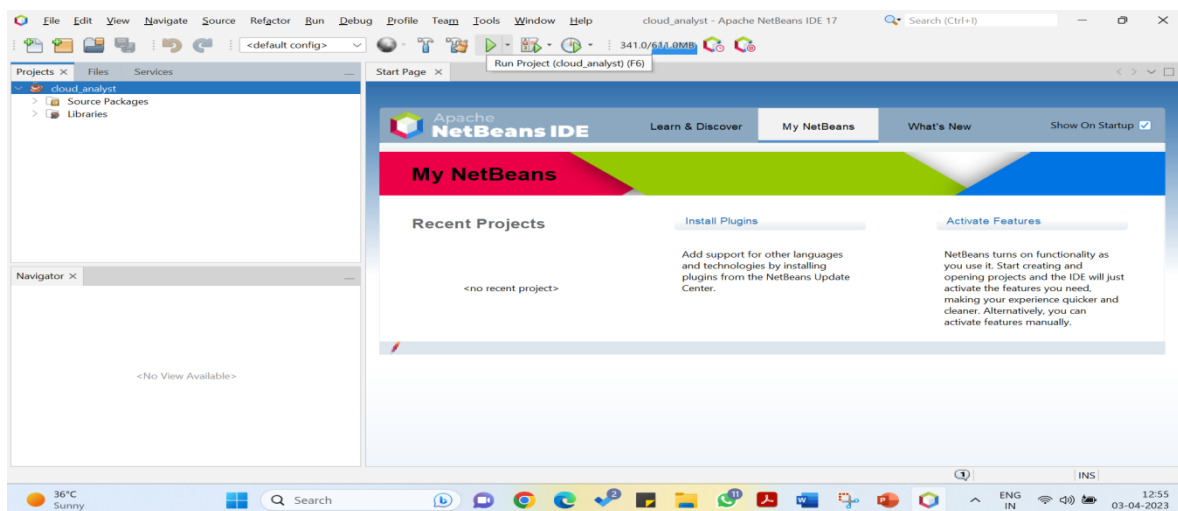 File Edit View Navigate Source Refactor Run Debug Profile Team Tools Window Help cloud_analyst - Apache NetBeans IDE 17 Search (Ctrl+I)
<default config> 341.0/611.0MB
Run Project (cloud_analyst) (F6)
Projects Files Services
Start Page
cloud_analyst
Source Packages
Libraries
Apache
NetBeans IDE
Learn & Discover My NetBeans What's New Show On Startup
My NetBeans
Recent Projects
<no recent project>
Install Plugins
Add support for other languages
and technologies by installing
plugins from the NetBeans Update
Center.
Activate Features
NetBeans turns on functionality as
you use it. Start creating and
opening projects and the IDE will just
activate the features you need,
making your experience quicker and
cleaner. Alternatively, you can
activate features manually.
Navigator
<No View Available>
1 INS
36°C
Sunny
Search
2
11
ENG
IN
12:55
03-04-2023